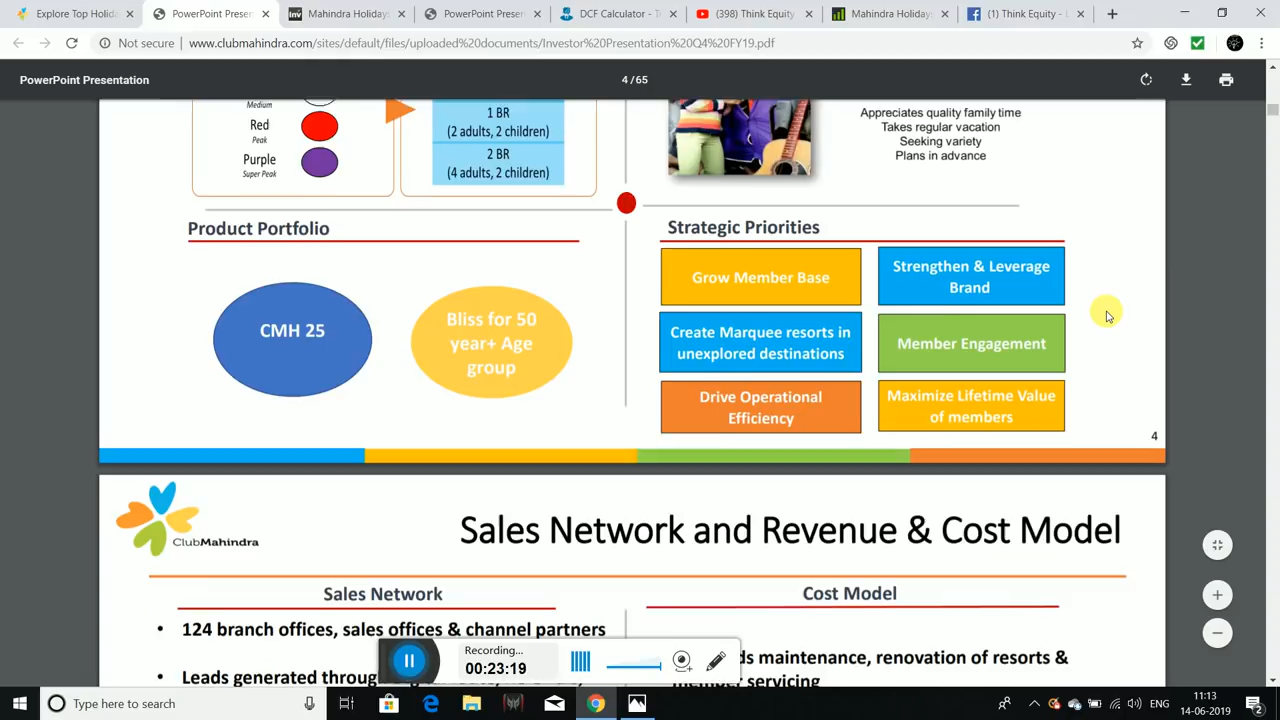 Explore Top Holida
PowerPoint Presen
Mahindra Holidays
PowerPoint Presen
DCF Calculator - T
(398) Think Equity
Mahindra Holidays
(1) Think Equity - L
Not secure
www.clubmahindra.com/sites/default/files/uploaded%20documents/Investor%20Presentation%20Q4%20FY19.pdf
PowerPoint Presentation
4 / 65
Medium
Red
Peak
Purple
Super Peak
1 BR
(2 adults, 2 children)
2 BR
(4 adults, 2 children)
Appreciates quality family time
Takes regular vacation
Seeking variety
Plans in advance
Product Portfolio
CMH 25
Bliss for 50
year+ Age
group
Strategic Priorities
Grow Member Base
Strengthen & Leverage
Brand
Create Marquee resorts in
unexplored destinations
Member Engagement
Drive Operational
Efficiency
Maximize Lifetime Value
of members
4
ClubMahindra
Sales Network and Revenue & Cost Model
Sales Network
Cost Model
• 124 branch offices, sales offices & channel partners
• Leads generated throug
ds maintenance, renovation of resorts &
member servicing
Recording...
00:23:19
Type here to search
ENG
11:13
14-06-2019
2